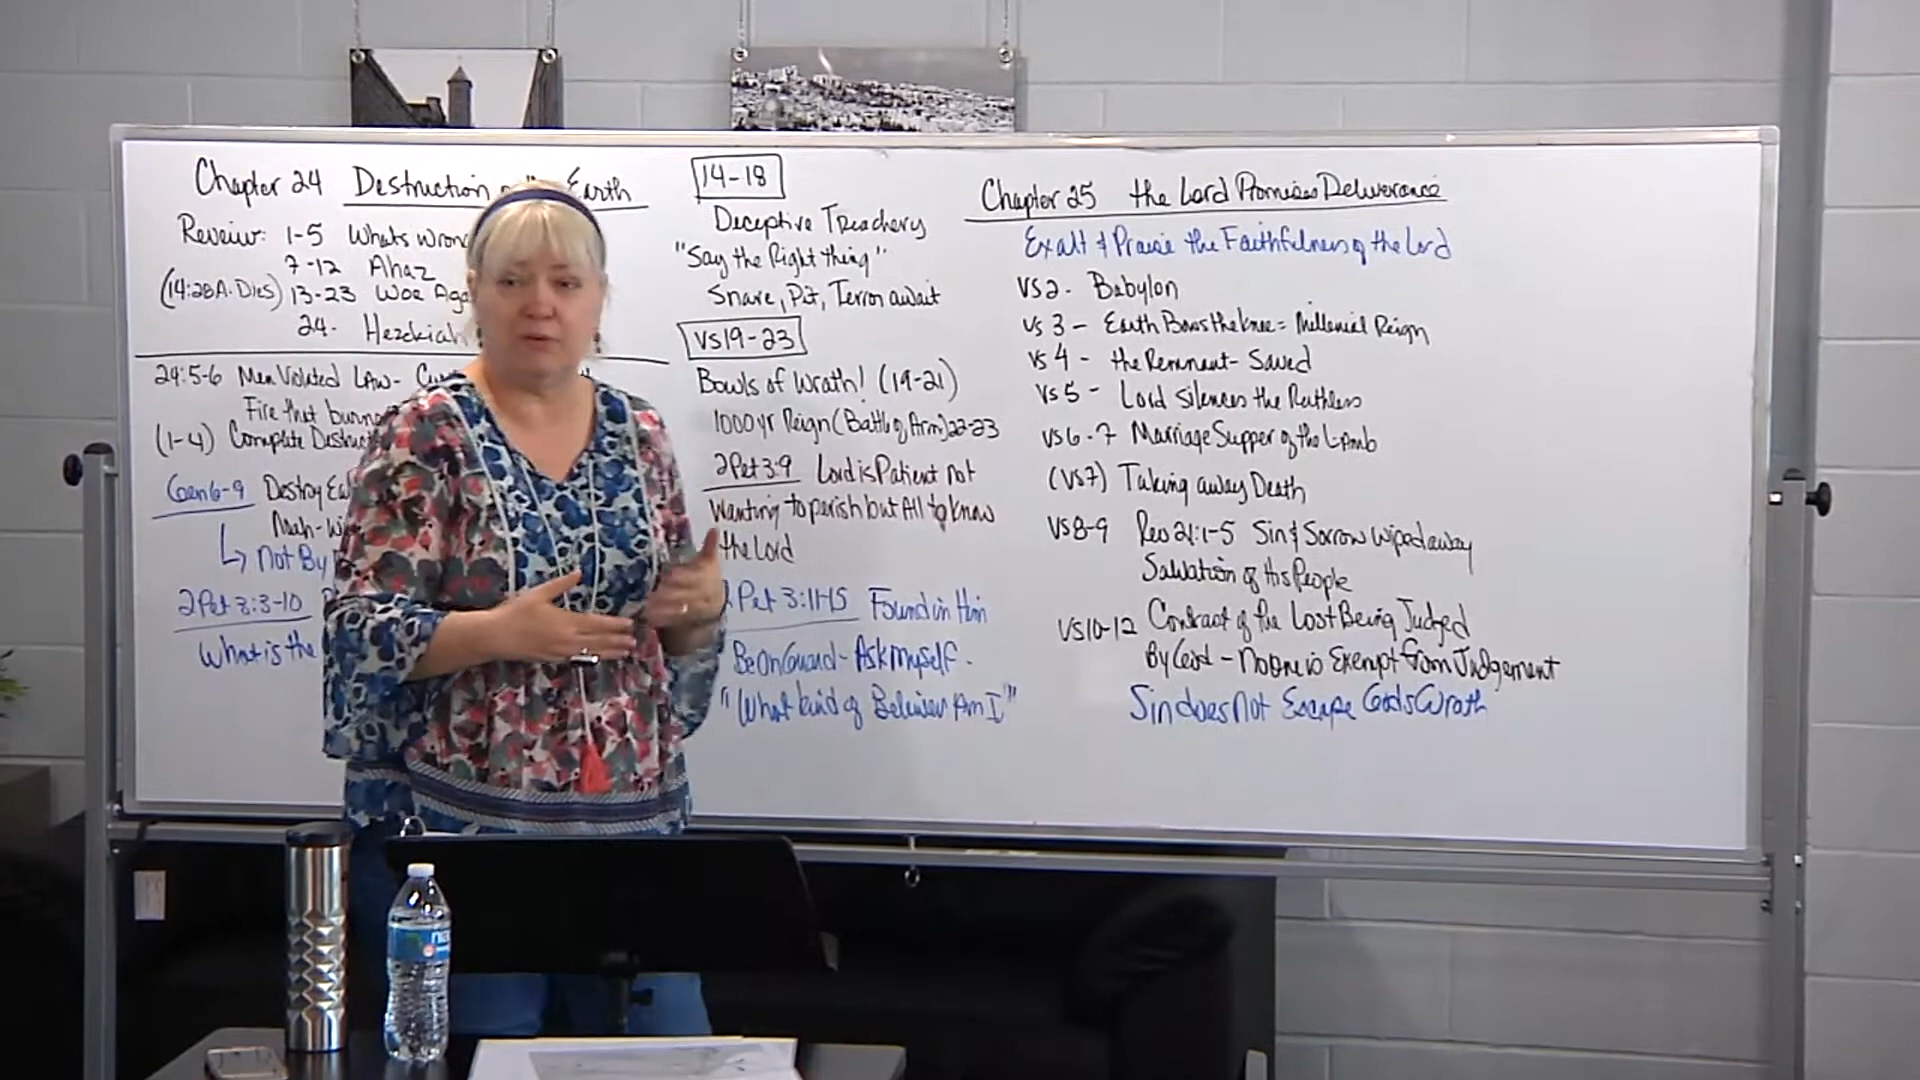 Chapter 24 Destruction Earth
Reveiw: 1-5 Whats wrong
7-12 Ahaz
(14:28 A. Dies) 13-23 Woe Aga
24- Hezekiah
24:5-6 Men Violated LAW-
Fire that burn
(1-4) Complete Destruct
Gen 6-9 Destroy Ea
Noah-
↳ Not By
2 Pet 3:3-10
What is the
14-18
Deceptive Treachery
"Say the Right thing"
Snare, Pit, Terror await
VS 19-23
Bowls of Wrath! (19-21)
1000 yr Reign (Battle of Arm) 22-23
2 Pet 3:9 Lord is Patient not
Wanting to perish but All to know
the Lord
2 Pet 3:11-15 Found in Him
Be On Guard - Ask Myself -
"What kind of Believer Am I"
Chapter 25 the Lord Promises Deliverance
Exalt & Praise the Faithfulness of the Lord
VS 2 - Babylon
VS 3 - Earth Bows the knee = Millenial Reign
VS 4 - the Remnant - Saved
VS 5 - Lord Silences the Ruthless
VS 6-7 Marriage Supper of the Lamb
(VS 7) Taking away Death
VS 8-9 Rev 21:1-5 Sin & Sorrow Wiped away
Salvation of His People
VS 10-12 Contrast of the Lost Being Judged
By God - No One is Exempt from Judgement
Sin does Not Escape Gods Wrath